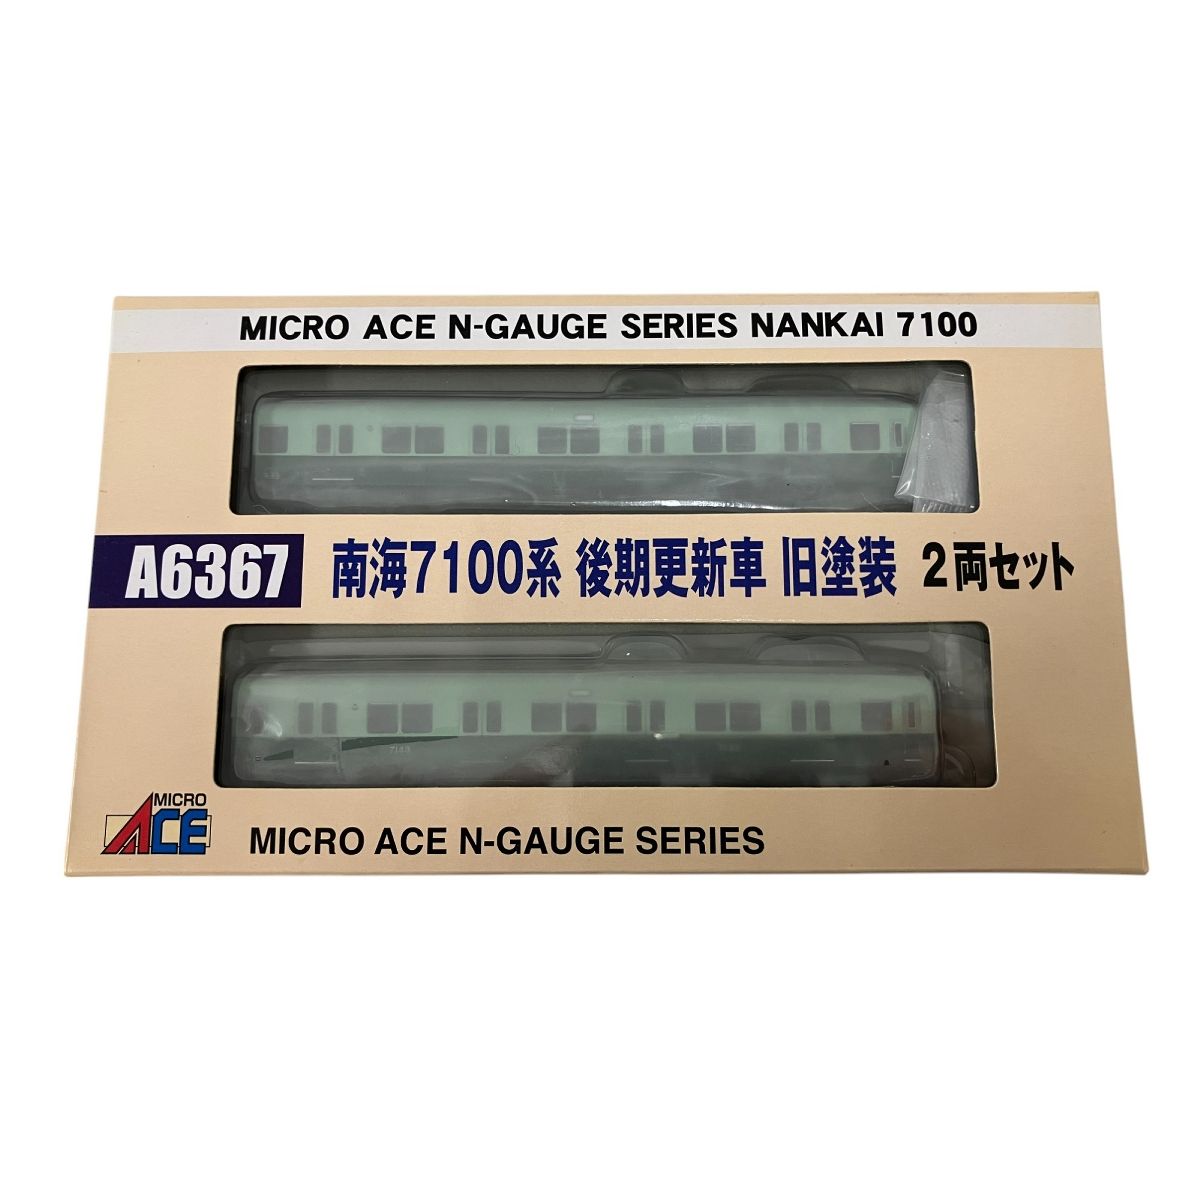 MICRO ACE N-GAUGE SERIES NANKAI 7100
A6367 南海7100系 後期更新車 旧塗装 2両セット
7143
MICRO ACE MICRO ACE N-GAUGE SERIES